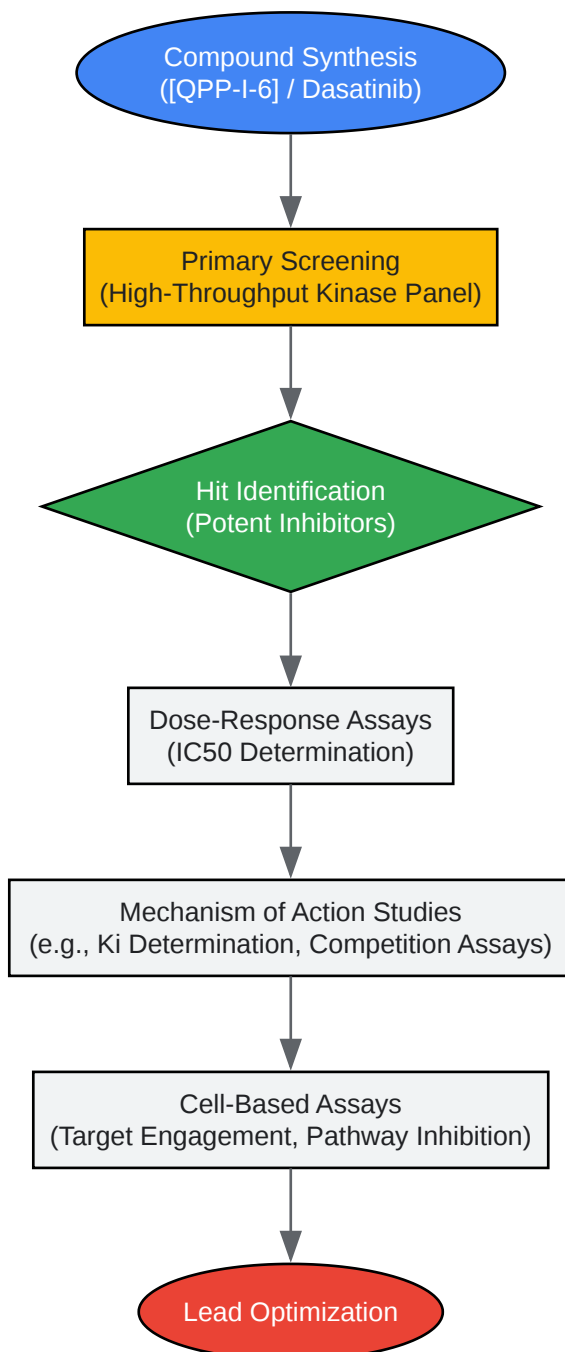 Compound Synthesis
([QPP-I-6] / Dasatinib)
Primary Screening
(High-Throughput Kinase Panel)
Hit Identification
(Potent Inhibitors)
Dose-Response Assays
(IC50 Determination)
Mechanism of Action Studies
(e.g., Ki Determination, Competition Assays)
Cell-Based Assays
(Target Engagement, Pathway Inhibition)
Lead Optimization